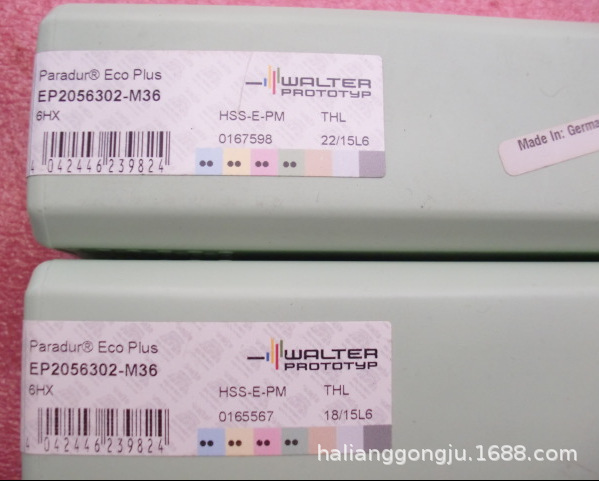 Paradur® Eco Plus
EP2056302-M36
6HX
WALTER
PROTOTYP
HSS-E-PM THL
0167598 22/15L6
4 042446 239824
Made In: Germa
Paradur® Eco Plus
EP2056302-M36
6HX
WALTER
PROTOTYP
HSS-E-PM THL
0165567 18/15L6
4 042446 239824
halianggongju.1688.com